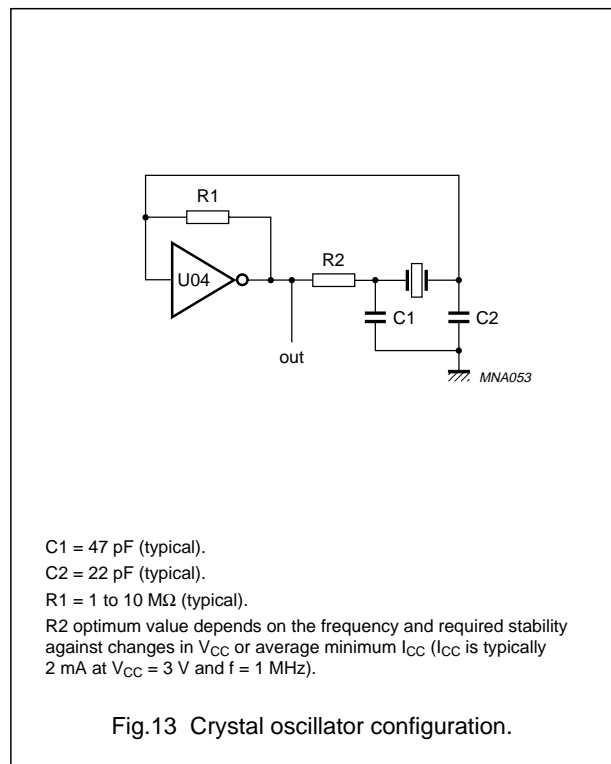 R1
U04
R2
C1
C2
out
MNA053
C1 = 47 pF (typical).
C2 = 22 pF (typical).
R1 = 1 to 10 MΩ (typical).
R2 optimum value depends on the frequency and required stability
against changes in VCC or average minimum ICC (ICC is typically
2 mA at VCC = 3 V and f = 1 MHz).
Fig.13 Crystal oscillator configuration.